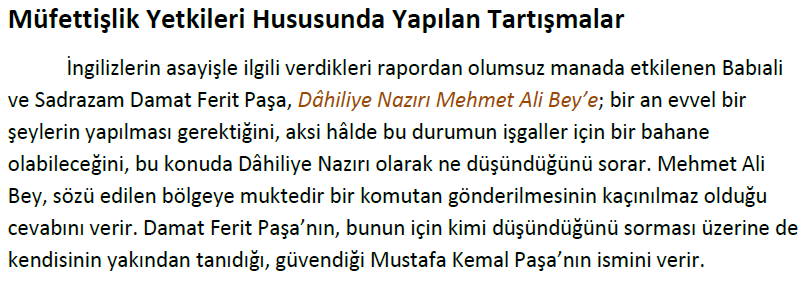 Müfettişlik Yetkileri Hususunda Yapılan Tartışmalar
İngilizlerin asayişle ilgili verdikleri rapordan olumsuz manada etkilenen Babıali
ve Sadrazam Damat Ferit Paşa, Dâhiliye Nazırı Mehmet Ali Bey’e; bir an evvel bir
şeylerin yapılması gerektiğini, aksi hâlde bu durumun işgaller için bir bahane
olabileceğini, bu konuda Dâhiliye Nazırı olarak ne düşündüğünü sorar. Mehmet Ali
Bey, sözü edilen bölgeye muktedir bir komutan gönderilmesinin kaçınılmaz olduğu
cevabını verir. Damat Ferit Paşa’nın, bunun için kimi düşündüğünü sorması üzerine de
kendisinin yakından tanıdığı, güvendiği Mustafa Kemal Paşa’nın ismini verir.